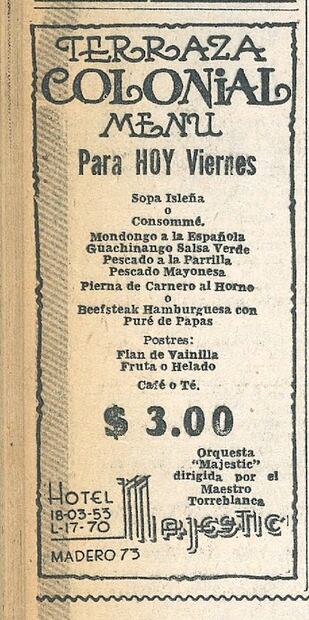 TERRAZA
COLONiAL
MENU
Para HOY Viernes
Sopa Isleña
o
Consommé.
Mondongo a la Española
Guachinango Salsa Verde
Pescado a la Parrilla
Pescado Mayonesa
Pierna de Carnero al Horno
o
Beefsteak Hamburguesa con
Puré de Papas
Postres:
Flan de Vainilla
Fruta o Helado
Café o Té.
$ 3.00
Orquesta
"Majestic"
dirigida por el
Maestro
Torreblanca
HOTEL
18-03-53
L-17-70
MAJESTIC
MADERO 73